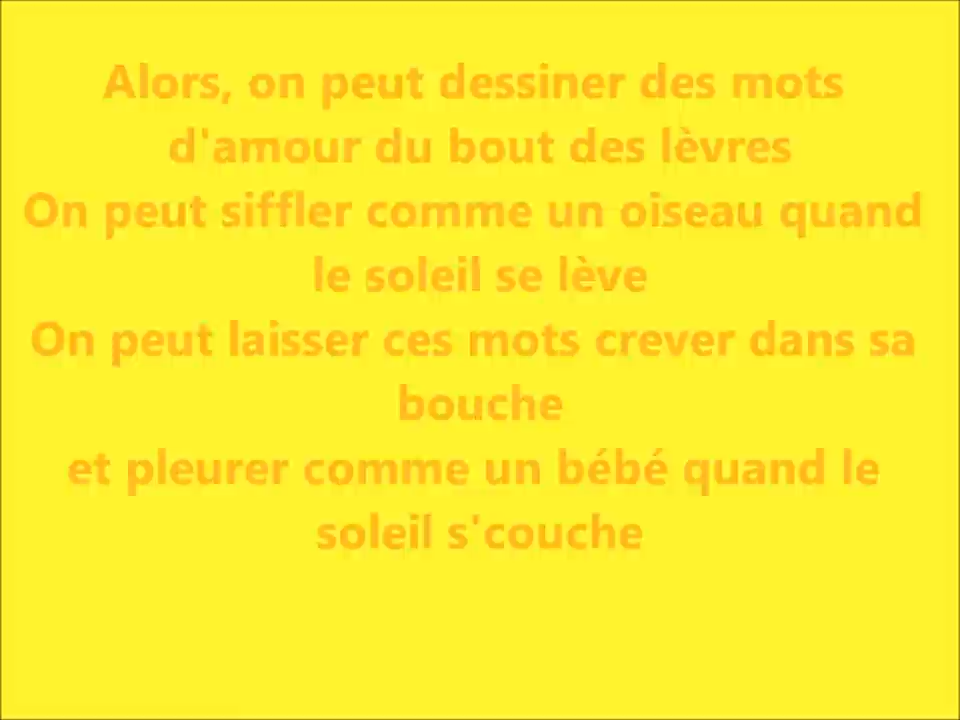 Alors, on peut dessiner des mots
d'amour du bout des lèvres
On peut siffler comme un oiseau quand
le soleil se lève
On peut laisser ces mots crever dans sa
bouche
et pleurer comme un bébé quand le
soleil s'couche